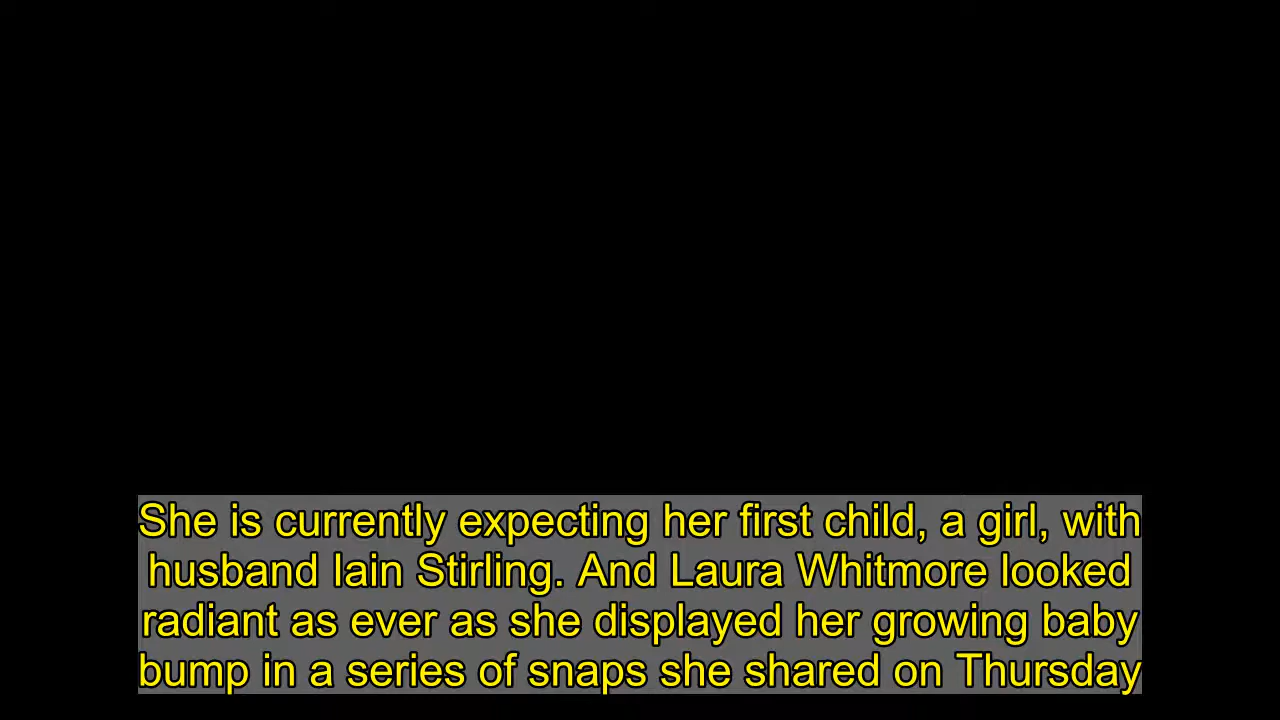 She is currently expecting her first child, a girl, with
husband Iain Stirling. And Laura Whitmore looked
radiant as ever as she displayed her growing baby
bump in a series of snaps she shared on Thursday